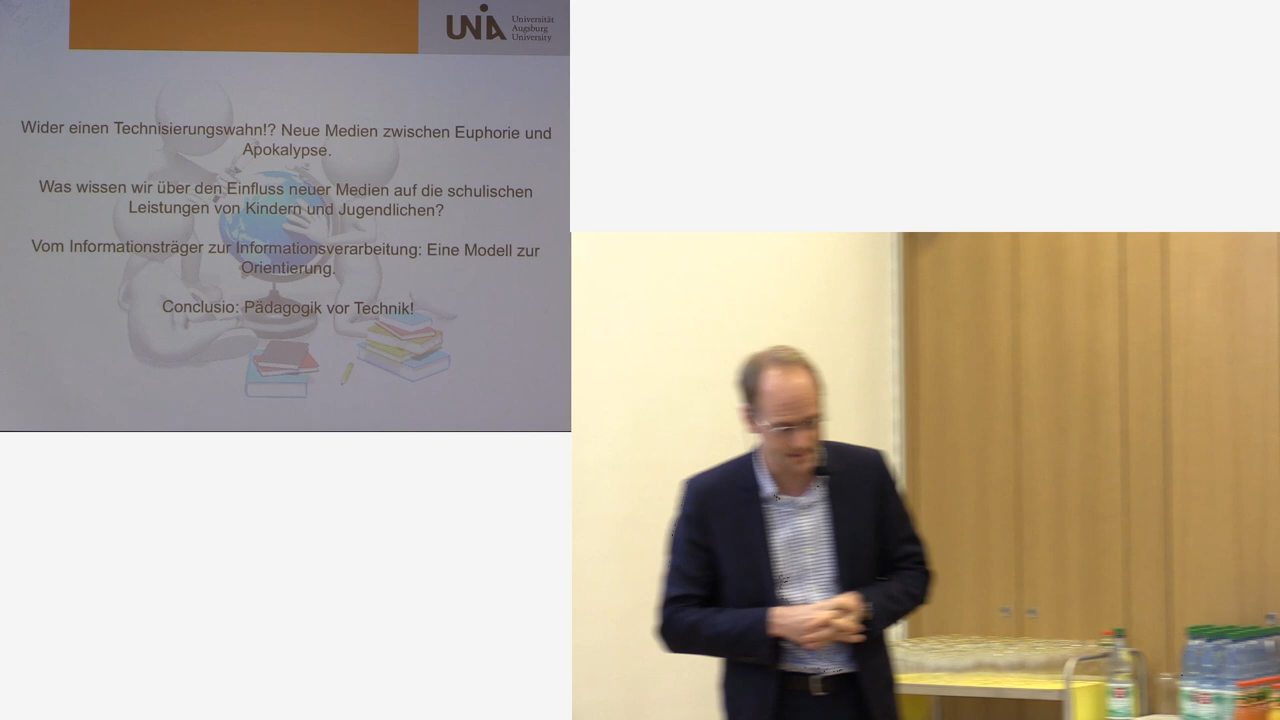 UNIA
Universität
Augsburg
University
Wider einen Technisierungswahn!? Neue Medien zwischen Euphorie und
Apokalypse.
Was wissen wir über den Einfluss neuer Medien auf die schulischen
Leistungen von Kindern und Jugendlichen?
Vom Informationsträger zur Informationsverarbeitung: Eine Modell zur
Orientierung.
Conclusio: Pädagogik vor Technik!